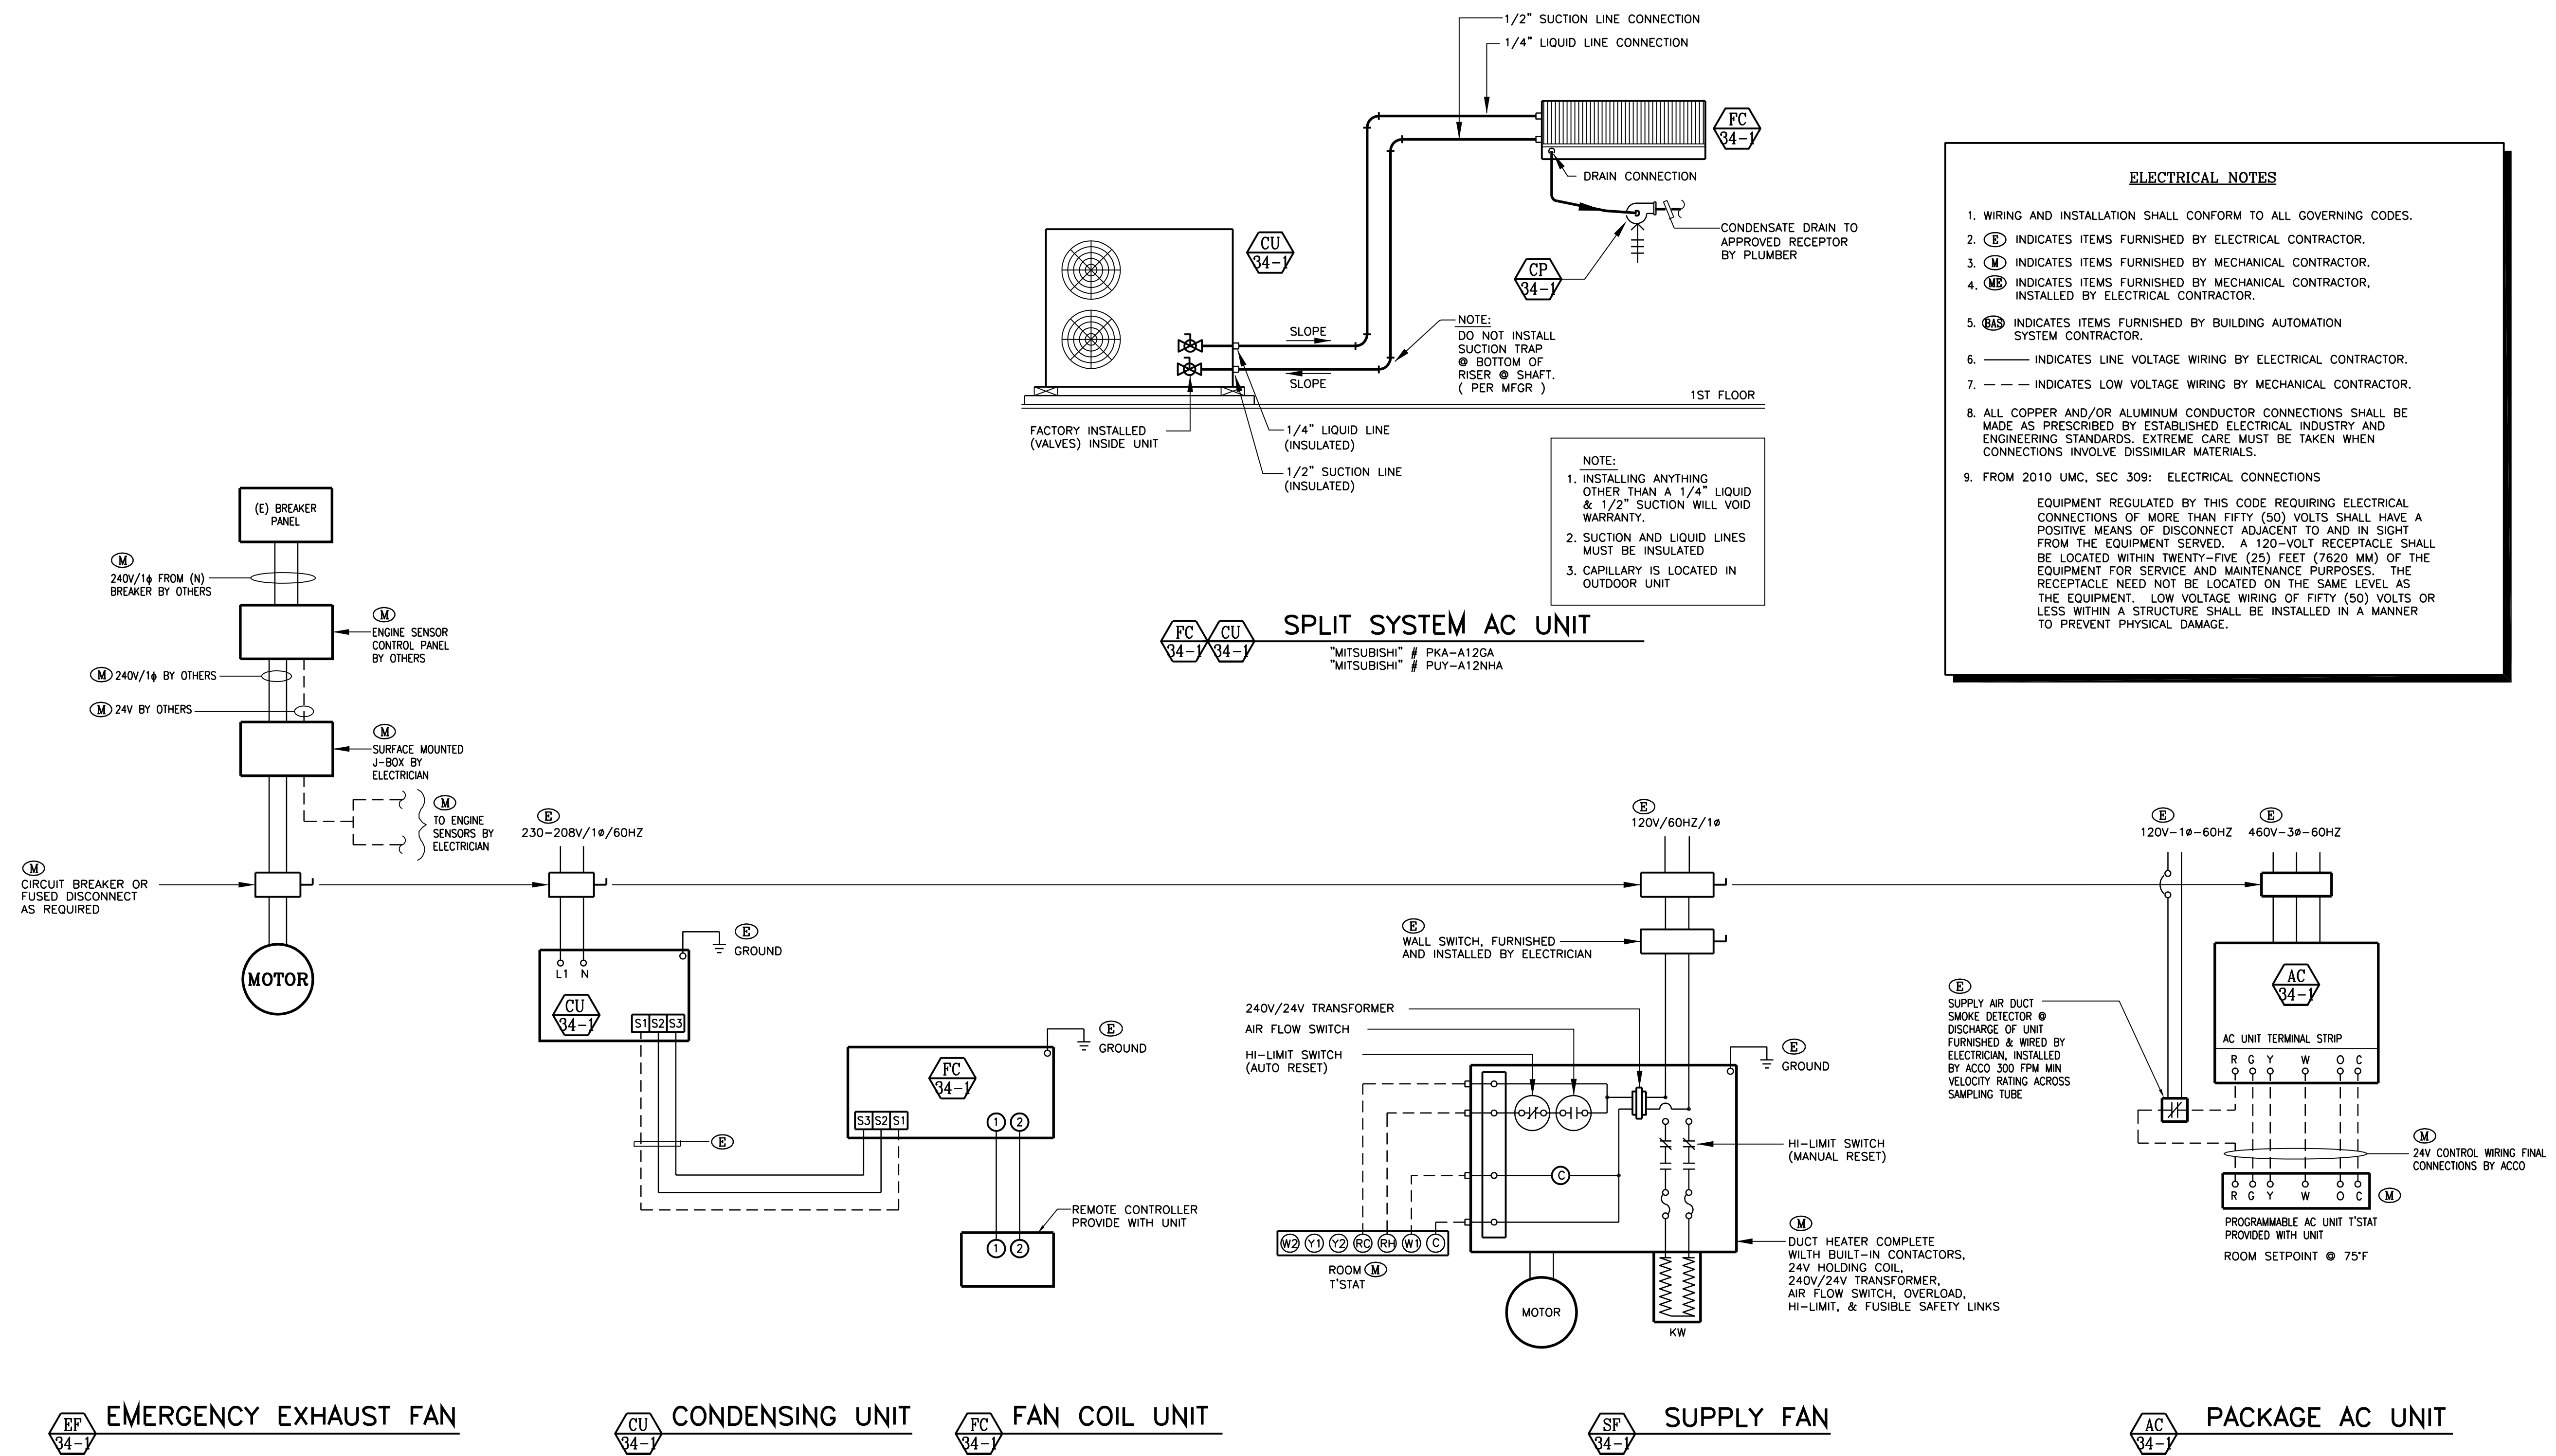 1/2" SUCTION LINE CONNECTION
1/4" LIQUID LINE CONNECTION
FC
34-1
DRAIN CONNECTION
CONDENSATE DRAIN TO
APPROVED RECEPTOR
BY PLUMBER
CP
34-1
CU
34-1
SLOPE
SLOPE
NOTE:
DO NOT INSTALL
SUCTION TRAP
@ BOTTOM OF
RISER @ SHAFT.
( PER MFGR )
1ST FLOOR
FACTORY INSTALLED
(VALVES) INSIDE UNIT
1/4" LIQUID LINE
(INSULATED)
1/2" SUCTION LINE
(INSULATED)
NOTE:
1. INSTALLING ANYTHING
OTHER THAN A 1/4" LIQUID
& 1/2" SUCTION WILL VOID
WARRANTY.
2. SUCTION AND LIQUID LINES
MUST BE INSULATED
3. CAPILLARY IS LOCATED IN
OUTDOOR UNIT
FC
34-1
CU
34-1
SPLIT SYSTEM AC UNIT
"MITSUBISHI" # PKA-A12GA
"MITSUBISHI" # PUY-A12NHA
ELECTRICAL NOTES
1. WIRING AND INSTALLATION SHALL CONFORM TO ALL GOVERNING CODES.
2. E INDICATES ITEMS FURNISHED BY ELECTRICAL CONTRACTOR.
3. M INDICATES ITEMS FURNISHED BY MECHANICAL CONTRACTOR.
4. ME INDICATES ITEMS FURNISHED BY MECHANICAL CONTRACTOR,
INSTALLED BY ELECTRICAL CONTRACTOR.
5. BAS INDICATES ITEMS FURNISHED BY BUILDING AUTOMATION
SYSTEM CONTRACTOR.
6. ——— INDICATES LINE VOLTAGE WIRING BY ELECTRICAL CONTRACTOR.
7. — — — INDICATES LOW VOLTAGE WIRING BY MECHANICAL CONTRACTOR.
8. ALL COPPER AND/OR ALUMINUM CONDUCTOR CONNECTIONS SHALL BE
MADE AS PRESCRIBED BY ESTABLISHED ELECTRICAL INDUSTRY AND
ENGINEERING STANDARDS. EXTREME CARE MUST BE TAKEN WHEN
CONNECTIONS INVOLVE DISSIMILAR MATERIALS.
9. FROM 2010 UMC, SEC 309: ELECTRICAL CONNECTIONS
EQUIPMENT REGULATED BY THIS CODE REQUIRING ELECTRICAL
CONNECTIONS OF MORE THAN FIFTY (50) VOLTS SHALL HAVE A
POSITIVE MEANS OF DISCONNECT ADJACENT TO AND IN SIGHT
FROM THE EQUIPMENT SERVED. A 120-VOLT RECEPTACLE SHALL
BE LOCATED WITHIN TWENTY-FIVE (25) FEET (7620 MM) OF THE
EQUIPMENT FOR SERVICE AND MAINTENANCE PURPOSES. THE
RECEPTACLE NEED NOT BE LOCATED ON THE SAME LEVEL AS
THE EQUIPMENT. LOW VOLTAGE WIRING OF FIFTY (50) VOLTS OR
LESS WITHIN A STRUCTURE SHALL BE INSTALLED IN A MANNER
TO PREVENT PHYSICAL DAMAGE.
(E) BREAKER
PANEL
M
240V/1ϕ FROM (N)
BREAKER BY OTHERS
M
ENGINE SENSOR
CONTROL PANEL
BY OTHERS
M 240V/1ϕ BY OTHERS
M 24V BY OTHERS
M
SURFACE MOUNTED
J-BOX BY
ELECTRICIAN
M
TO ENGINE
SENSORS BY
ELECTRICIAN
M
CIRCUIT BREAKER OR
FUSED DISCONNECT
AS REQUIRED
MOTOR
EF
34-1
EMERGENCY EXHAUST FAN
E
230-208V/1ø/60HZ
E
GROUND
L1 N
CU
34-1
S1 S2 S3
E
CU
34-1
CONDENSING UNIT
E
GROUND
FC
34-1
S3 S2 S1
1 2
REMOTE CONTROLLER
PROVIDE WITH UNIT
1 2
FC
34-1
FAN COIL UNIT
E
120V/60HZ/1ø
E
WALL SWITCH, FURNISHED
AND INSTALLED BY ELECTRICIAN
240V/24V TRANSFORMER
AIR FLOW SWITCH
HI-LIMIT SWITCH
(AUTO RESET)
E
GROUND
HI-LIMIT SWITCH
(MANUAL RESET)
C
W2 Y1 Y2 RC RH W1 C
ROOM M
T'STAT
M
DUCT HEATER COMPLETE
WILTH BUILT-IN CONTACTORS,
24V HOLDING COIL,
240V/24V TRANSFORMER,
AIR FLOW SWITCH, OVERLOAD,
HI-LIMIT, & FUSIBLE SAFETY LINKS
MOTOR
KW
SF
34-1
SUPPLY FAN
E
120V-1ø-60HZ
E
460V-3ø-60HZ
E
SUPPLY AIR DUCT
SMOKE DETECTOR @
DISCHARGE OF UNIT
FURNISHED & WIRED BY
ELECTRICIAN, INSTALLED
BY ACCO 300 FPM MIN
VELOCITY RATING ACROSS
SAMPLING TUBE
AC
34-1
AC UNIT TERMINAL STRIP
R G Y W O C
M
24V CONTROL WIRING FINAL
CONNECTIONS BY ACCO
R G Y W O C M
PROGRAMMABLE AC UNIT T'STAT
PROVIDED WITH UNIT
ROOM SETPOINT @ 75°F
AC
34-1
PACKAGE AC UNIT